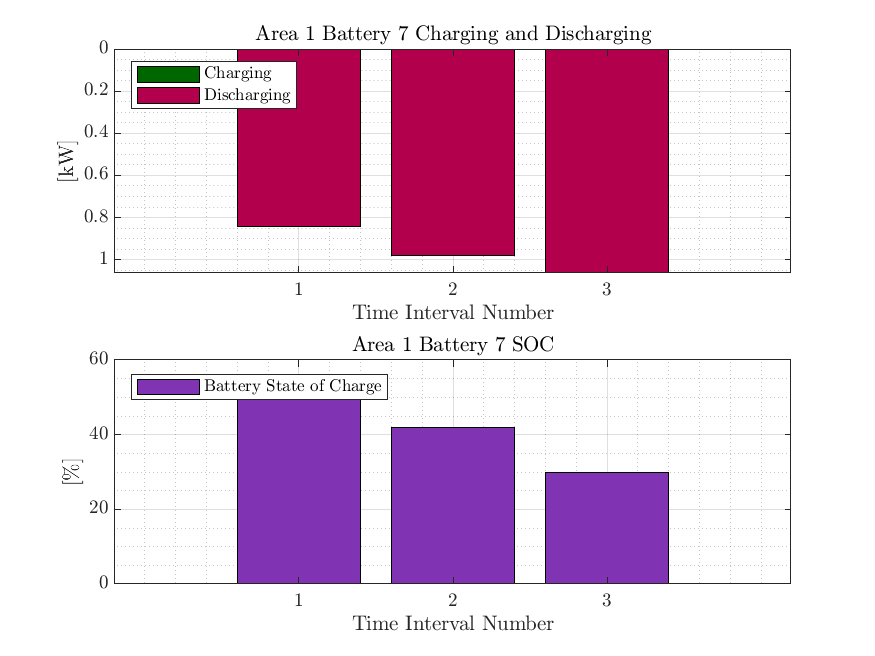 Area 1 Battery 7 Charging and Discharging
0
0.2
0.4
0.6
0.8
1
[kW]
Charging
Discharging
1 2 3
Time Interval Number
Area 1 Battery 7 SOC
60
40
20
0
[%]
Battery State of Charge
1 2 3
Time Interval Number